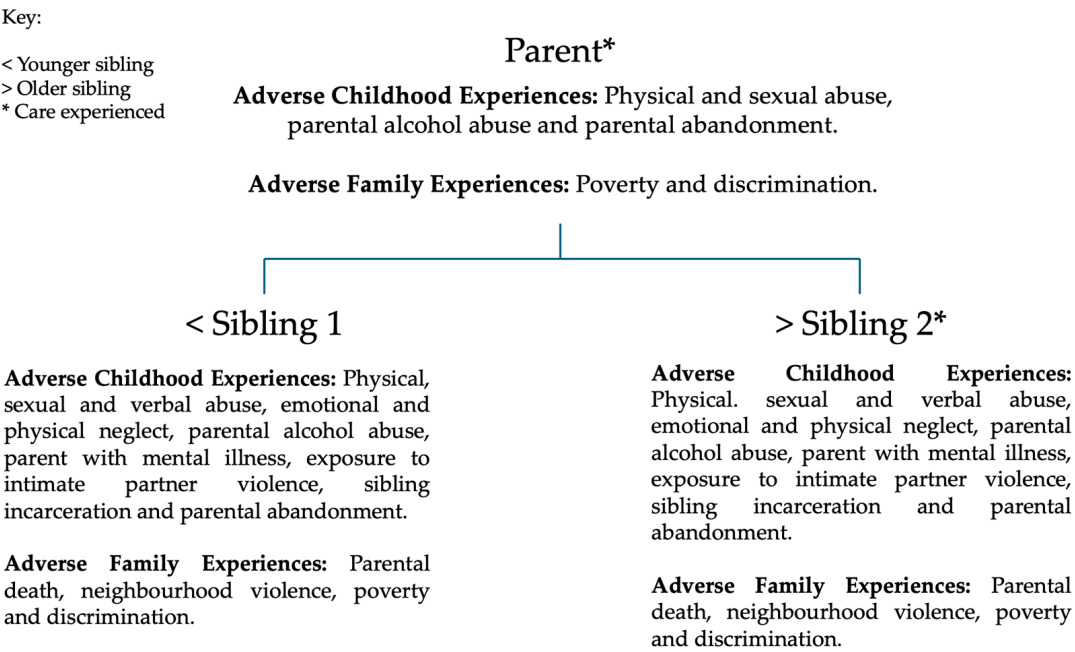 Key:
< Younger sibling
> Older sibling
* Care experienced
Parent*
Adverse Childhood Experiences: Physical and sexual abuse,
parental alcohol abuse and parental abandonment.
Adverse Family Experiences: Poverty and discrimination.
< Sibling 1
Adverse Childhood Experiences: Physical,
sexual and verbal abuse, emotional and
physical neglect, parental alcohol abuse,
parent with mental illness, exposure to
intimate partner violence, sibling
incarceration and parental abandonment.
Adverse Family Experiences: Parental
death, neighbourhood violence, poverty
and discrimination.
> Sibling 2*
Adverse Childhood Experiences:
Physical. sexual and verbal abuse,
emotional and physical neglect, parental
alcohol abuse, parent with mental illness,
exposure to intimate partner violence,
sibling incarceration and parental
abandonment.
Adverse Family Experiences: Parental
death, neighbourhood violence, poverty
and discrimination.